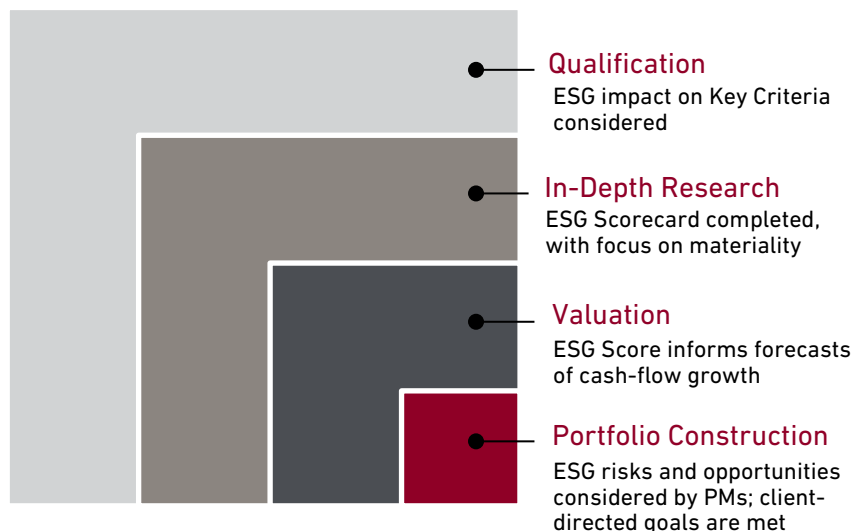 Qualification
ESG impact on Key Criteria
considered
In-Depth Research
ESG Scorecard completed,
with focus on materiality
Valuation
ESG Score informs forecasts
of cash-flow growth
Portfolio Construction
ESG risks and opportunities
considered by PMs; client-
directed goals are met